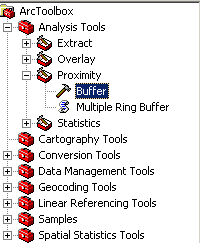 ArcToolbox
Analysis Tools
Extract
Overlay
Proximity
Buffer
Multiple Ring Buffer
Statistics
Cartography Tools
Conversion Tools
Data Management Tools
Geocoding Tools
Linear Referencing Tools
Samples
Spatial Statistics Tools